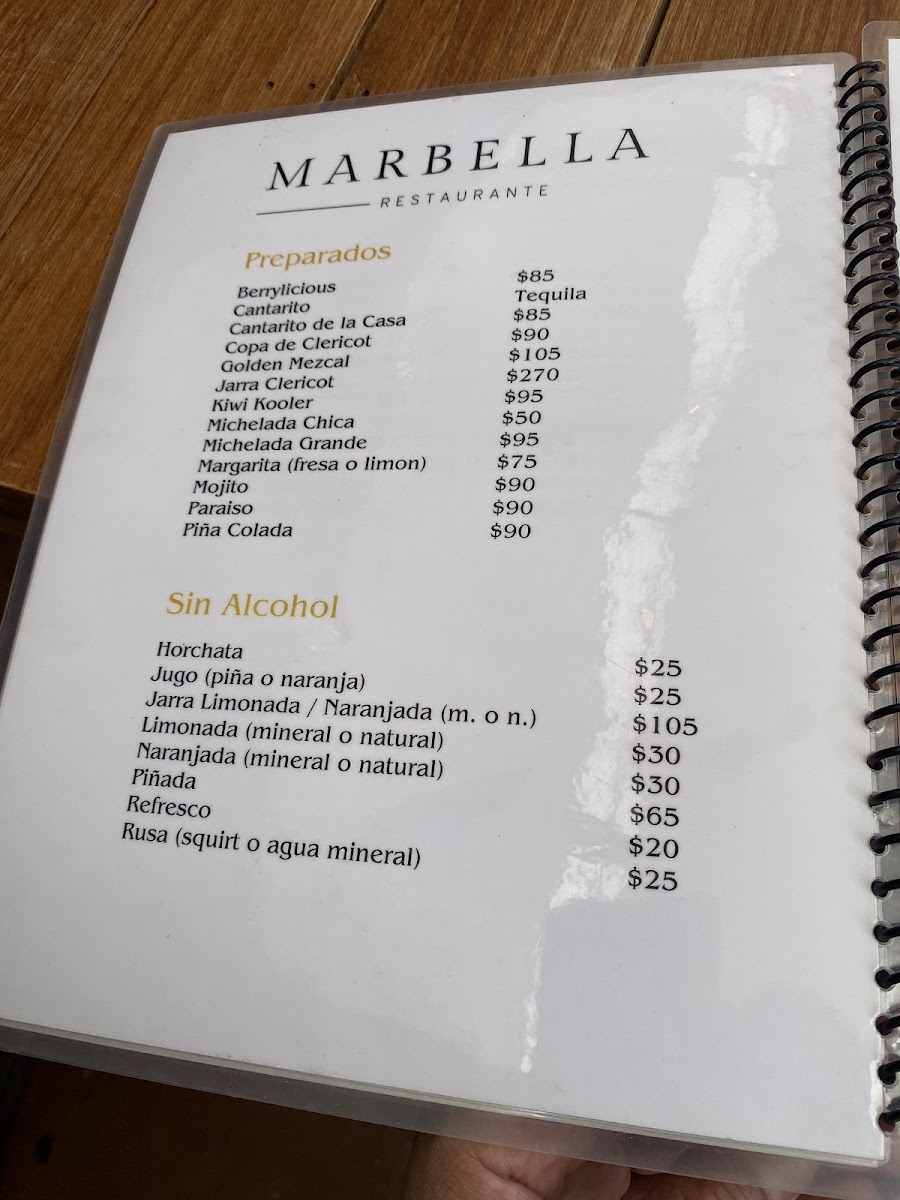 MARBELLA
RESTAURANTE
Preparados
Berrylicious $85
Cantarito Tequila
Cantarito de la Casa $85
Copa de Clericot $90
Golden Mezcal $105
Jarra Clericot $270
Kiwi Kooler $95
Michelada Chica $50
Michelada Grande $95
Margarita (fresa o limon) $75
Mojito $90
Paraiso $90
Piña Colada $90
Sin Alcohol
Horchata $25
Jugo (piña o naranja) $25
Jarra Limonada / Naranjada (m. o n.) $105
Limonada (mineral o natural) $30
Naranjada (mineral o natural) $30
Piñada $65
Refresco $20
Rusa (squirt o agua mineral) $25